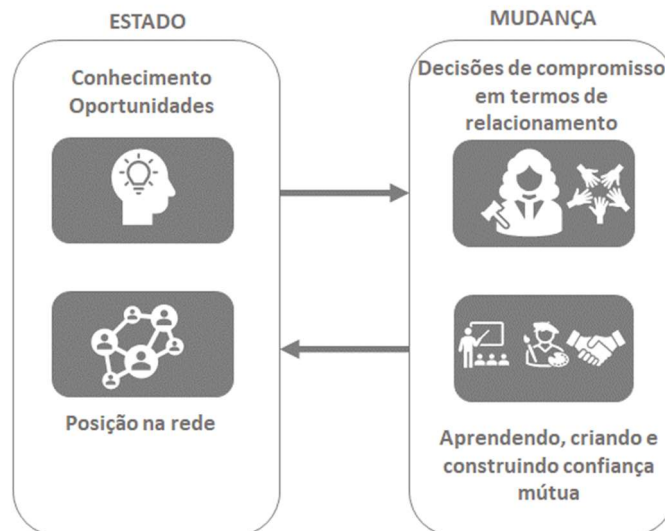 ESTADO
Conhecimento
Oportunidades
Posição na rede
MUDANÇA
Decisões de compromisso
em termos de
relacionamento
Aprendendo, criando e
construindo confiança
mútua